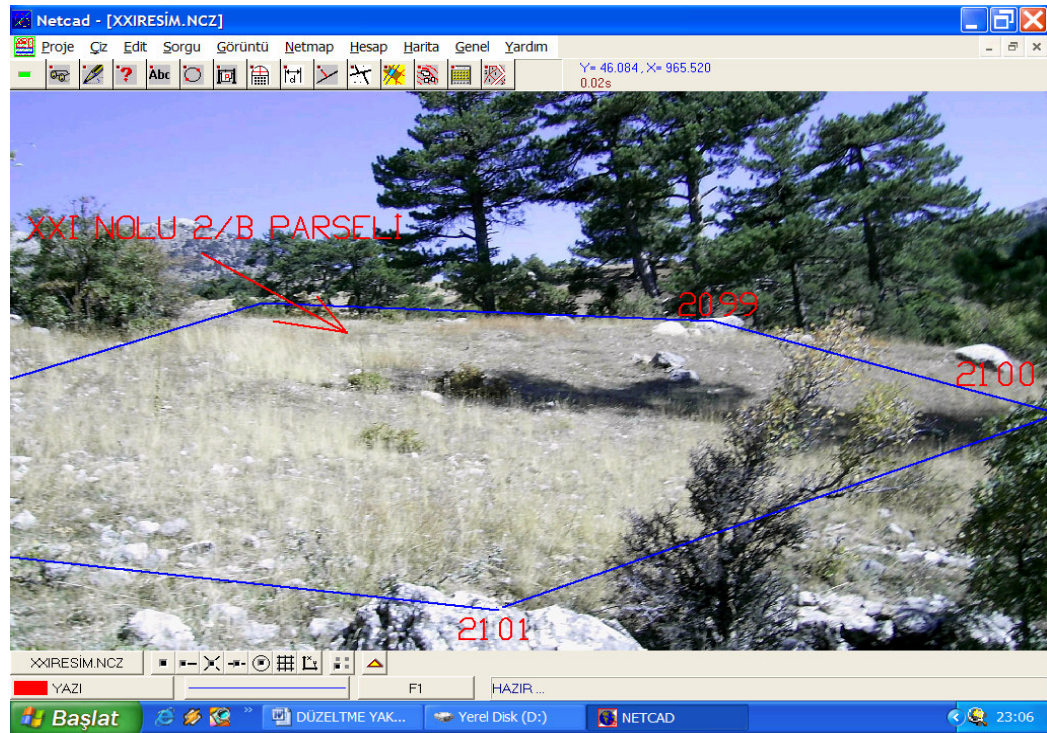 Netcad - [XXIRESİM.NCZ]
Proje Çiz Edit Sorgu Görüntü Netmap Hesap Harita Genel Yardım
Abc
Y= 46.084 , X= 965.520
0.02s
XXI NOLU 2/B PARSELİ
2099
2100
2101
XXIRESİM.NCZ
YAZI
F1
HAZIR ...
Başlat
DÜZELTME YAK...
Yerel Disk (D:)
NETCAD
23:06